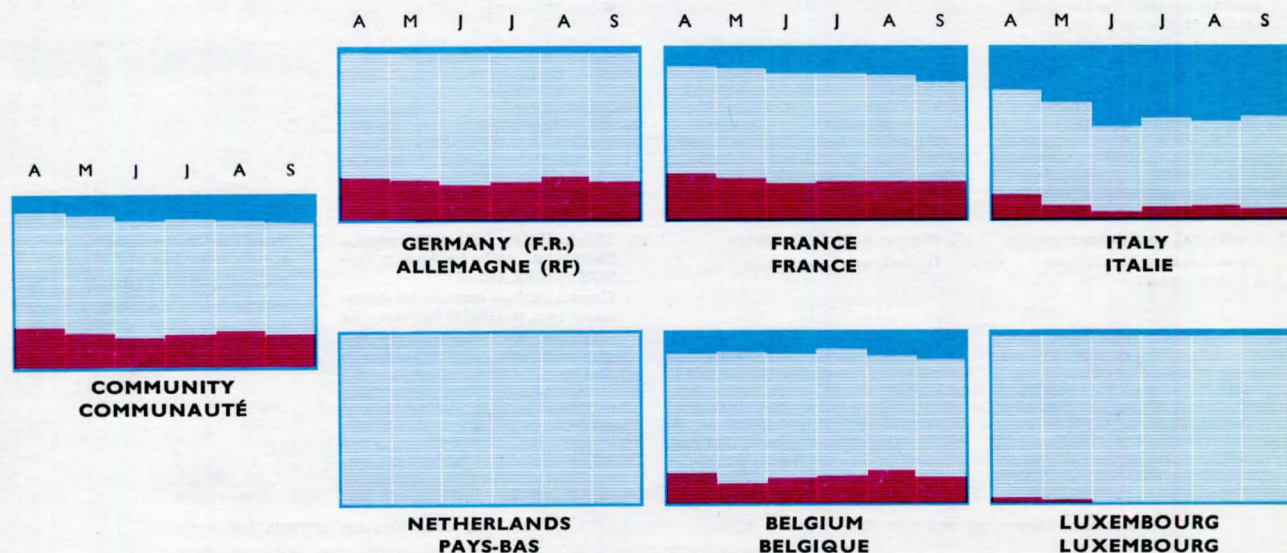 A M J J A S
A M J J A S
A M J J A S
A M J J A S
GERMANY (F.R.)
ALLEMAGNE (RF)
FRANCE
FRANCE
ITALY
ITALIE
COMMUNITY
COMMUNAUTÉ
NETHERLANDS
PAYS-BAS
BELGIUM
BELGIQUE
LUXEMBOURG
LUXEMBOURG